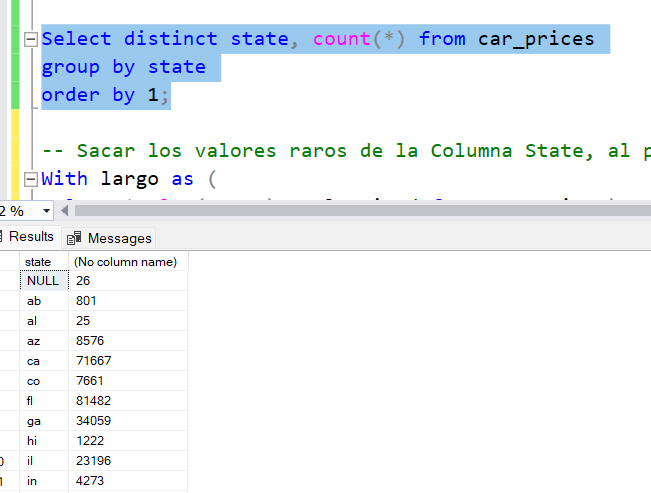 Select distinct state, count(*) from car_prices
group by state
order by 1;
-- Sacar los valores raros de la Columna State, al
With largo as (
2 %
Results Messages
state (No column name)
NULL 26
ab 801
al 25
az 8576
ca 71667
co 7661
fl 81482
ga 34059
hi 1222
0 il 23196
1 in 4273